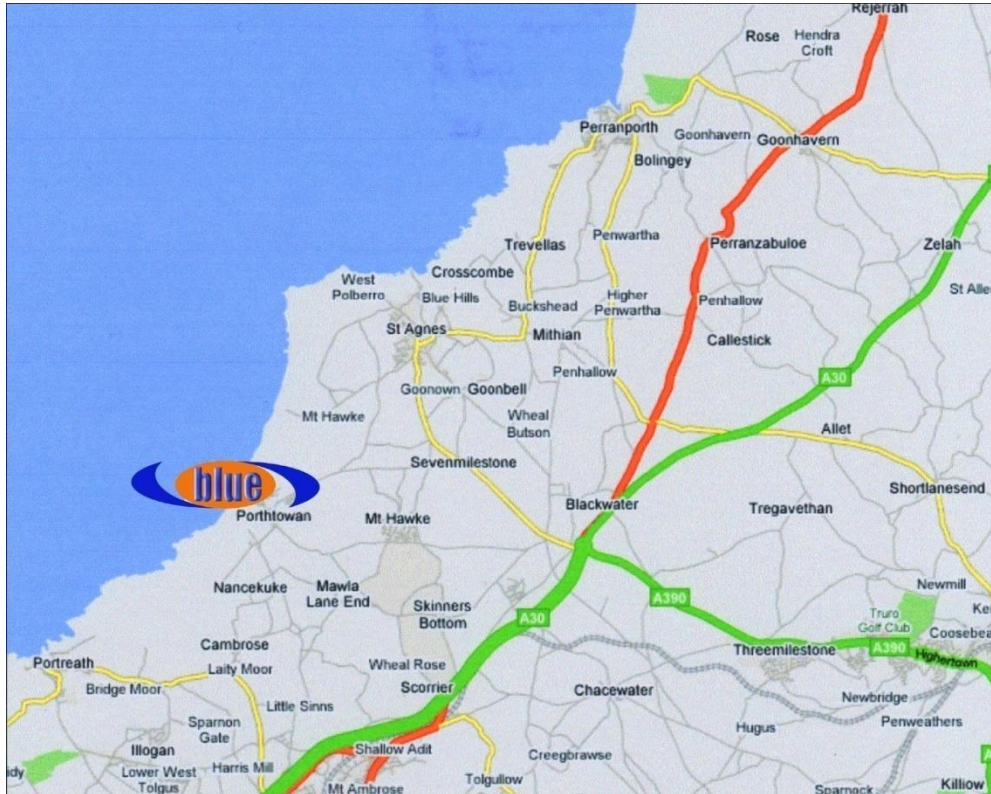 Rejerrah
Rose
Hendra
Croft
Perranporth
Goonhavern
Goonhavern
Bolingey
Penwartha
Trevellas
Perranzabuloe
Zelah
Crosscombe
West
Polberro
Blue Hills
Buckshead
Higher
Penwartha
Penhallow
St Agnes
Mithian
Callestick
Penhallow
A30
Goonown
Goonbell
Mt Hawke
Wheal
Butson
Allet
Sevenmilestone
blue
Shortlanesend
Blackwater
Tregavethan
Porthtowan
Mt Hawke
Nancekuke
Mawla
Lane End
Newmill
A390
Skinners
Bottom
A30
Truro
Golf Club
Cambrose
Threemilestone
A390
Highertown
Portreath
Laity Moor
Wheal Rose
Bridge Moor
Scorrier
Chacewater
Newbridge
Little Sinns
Sparnon
Gate
Hugus
Penweathers
Illogan
Shallow Adit
Creegbrawse
Lower West
Tolgus
Harris Mill
Tolgullow
Mt Ambrose
Sparnock
Killiow